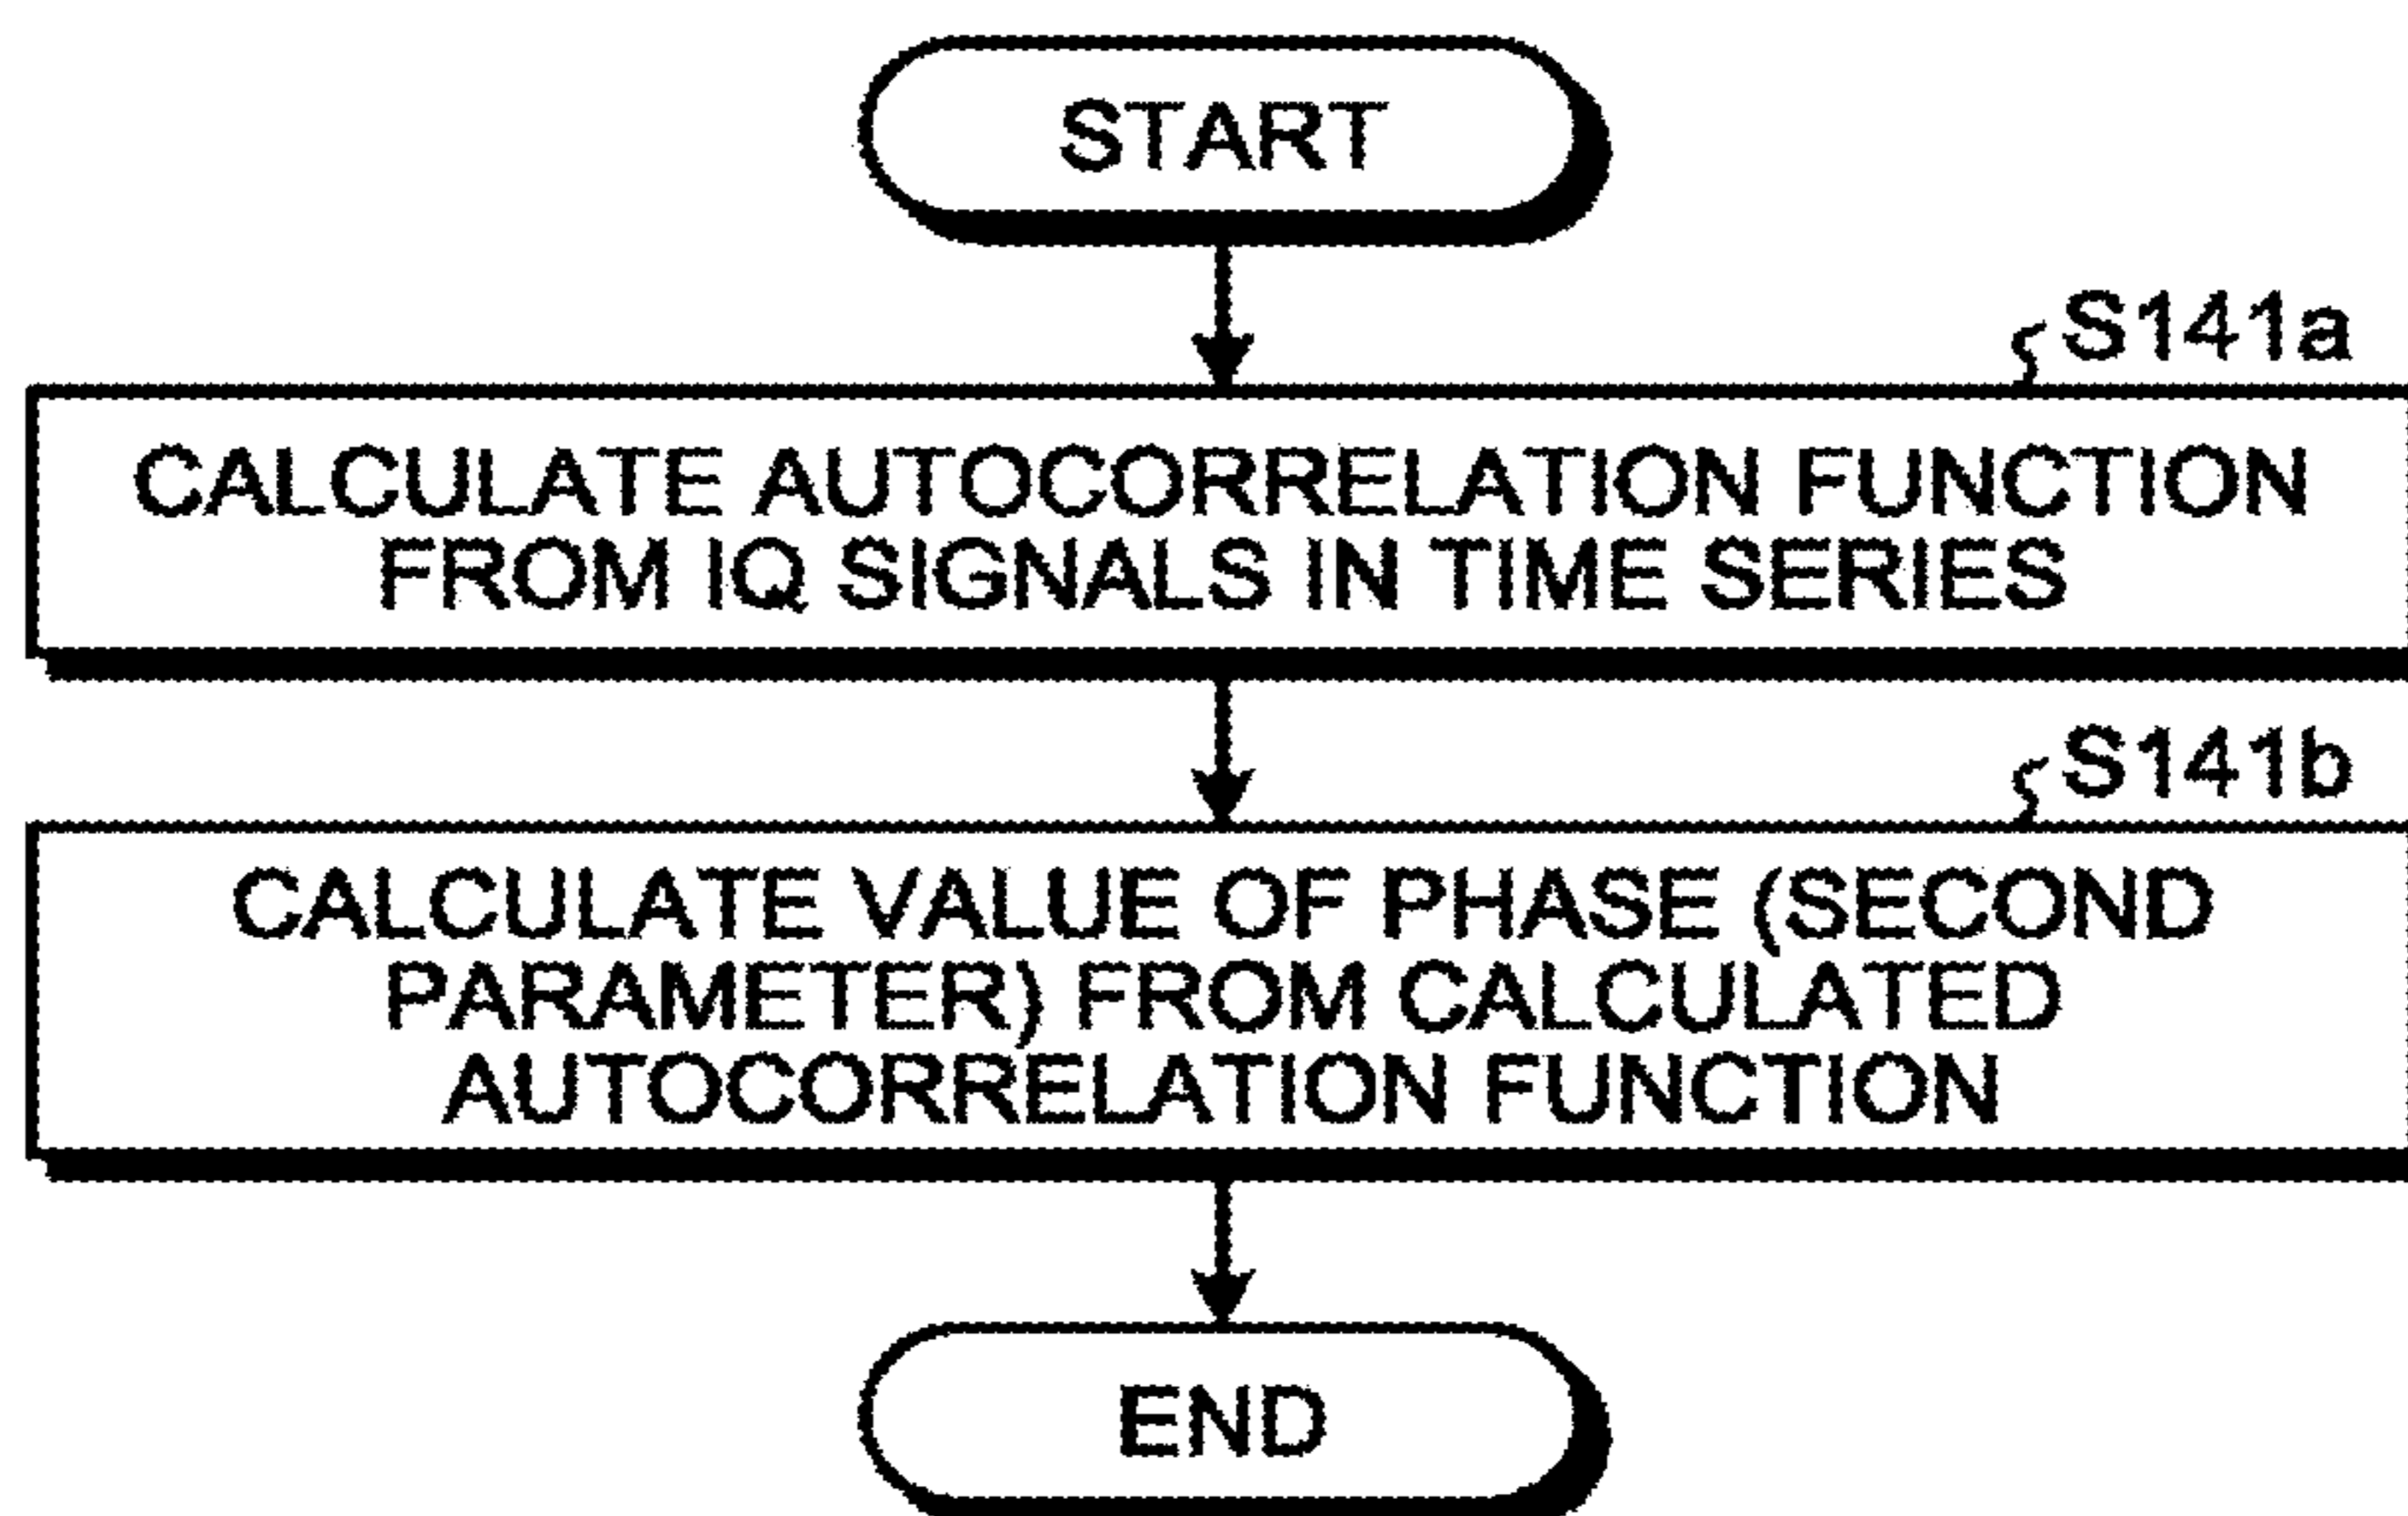 START
S141a
CALCULATE AUTOCORRELATION FUNCTION
FROM IQ SIGNALS IN TIME SERIES
S141b
CALCULATE VALUE OF PHASE (SECOND
PARAMETER) FROM CALCULATED
AUTOCORRELATION FUNCTION
END